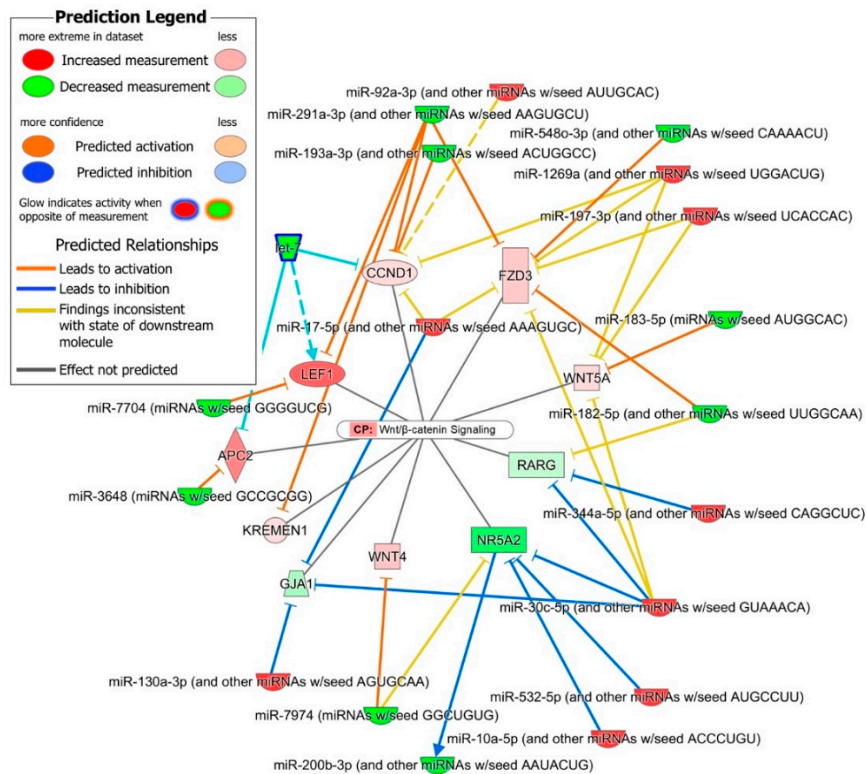 Prediction Legend
more extreme in dataset less
Increased measurement
Decreased measurement
more confidence less
Predicted activation
Predicted inhibition
Glow indicates activity when
opposite of measurement
Predicted Relationships
Leads to activation
Leads to inhibition
Findings inconsistent
with state of downstream
molecule
Effect not predicted
miR-92a-3p (and other miRNAs w/seed AUUGCAC)
miR-291a-3p (and other miRNAs w/seed AAGUGCU)
miR-548o-3p (and other miRNAs w/seed CAAAACU)
miR-193a-3p (and other miRNAs w/seed ACUGGCC)
miR-1269a (and other miRNAs w/seed UGGACUG)
miR-197-3p (and other miRNAs w/seed UCACCAC)
let-7
CCND1
FZD3
miR-183-5p (miRNAs w/seed AUGGCAC)
miR-17-5p (and other miRNAs w/seed AAAGUGC)
LEF1
WNT5A
miR-7704 (miRNAs w/seed GGGGUCG)
miR-182-5p (and other miRNAs w/seed UUGGCAA)
CP: Wnt/β-catenin Signaling
APC2
RARG
miR-3648 (miRNAs w/seed GCCGCGG)
miR-344a-5p (and other miRNAs w/seed CAGGCUC)
KREMEN1
NR5A2
WNT4
GJA1
miR-30c-5p (and other miRNAs w/seed GUAAACA)
miR-130a-3p (and other miRNAs w/seed AGUGCAA)
miR-532-5p (and other miRNAs w/seed AUGCCUU)
miR-7974 (miRNAs w/seed GGCUGUG)
miR-10a-5p (and other miRNAs w/seed ACCCUGU)
miR-200b-3p (and other miRNAs w/seed AAUACUG)